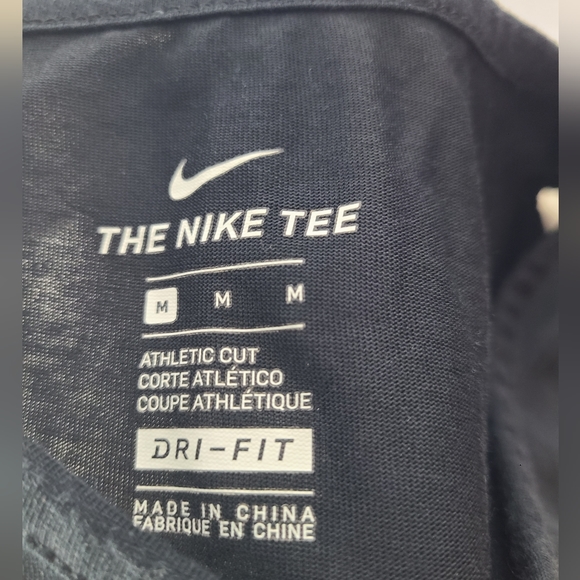 THE NIKE TEE
M M M
ATHLETIC CUT
CORTE ATLÉTICO
COUPE ATHLÉTIQUE
DRI-FIT
MADE IN CHINA
FABRIQUE EN CHINE